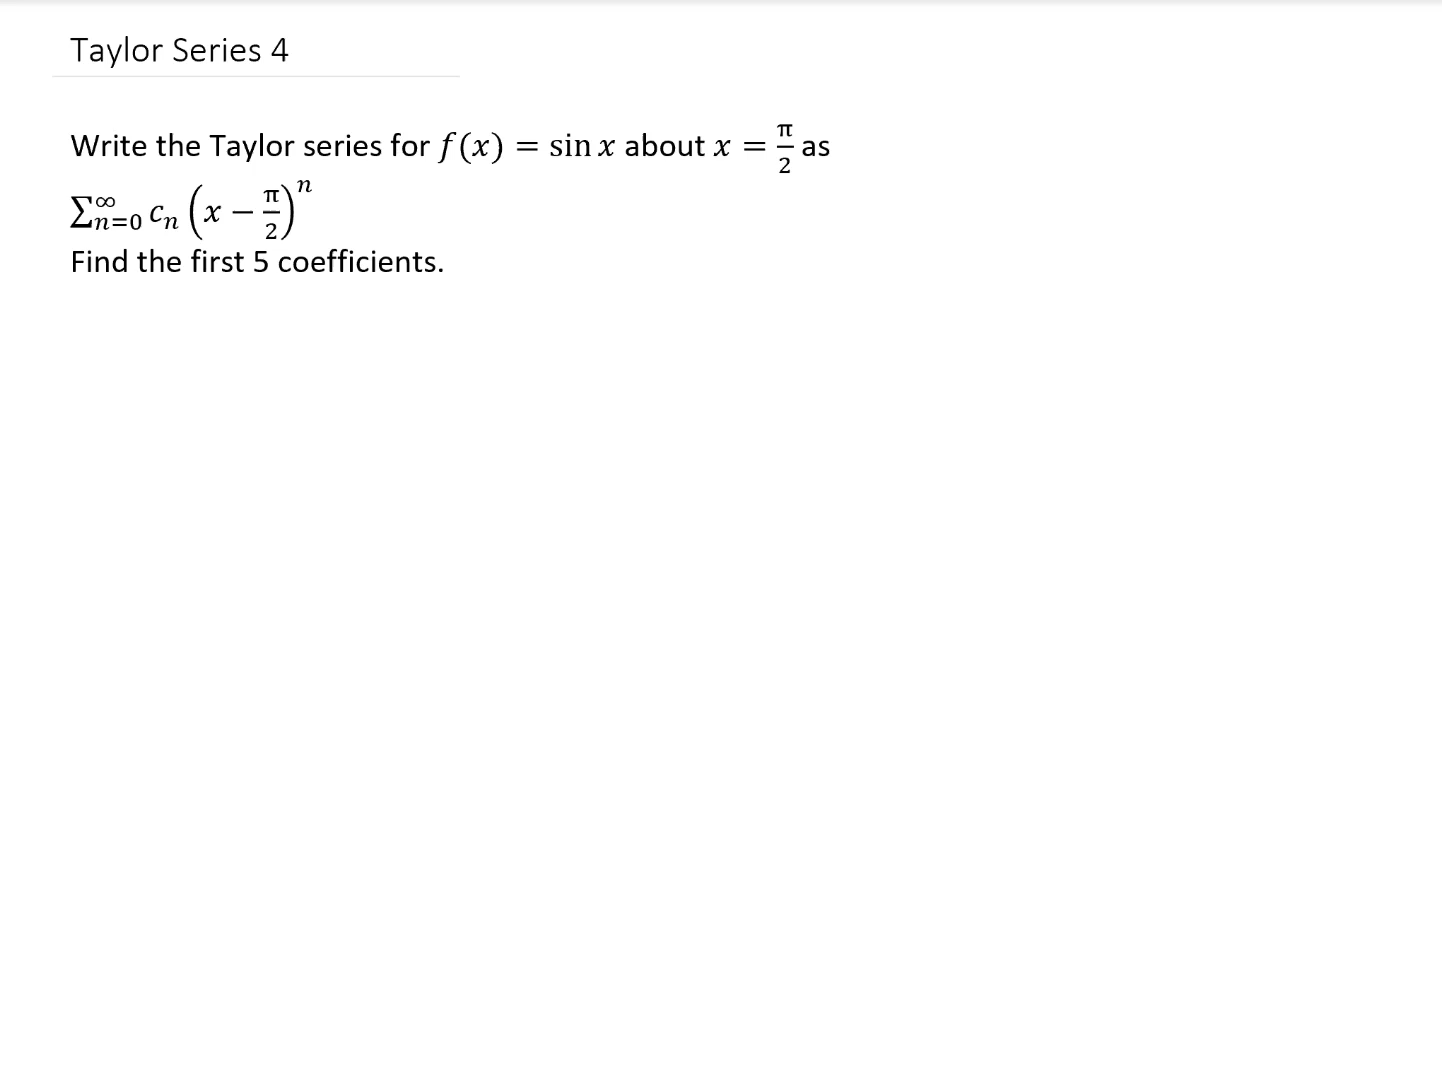 Taylor Series 4
Write the Taylor series for f(x) = sin x about x = π/2 as
∑_{n=0}^{∞} c_n (x − π/2)^n
Find the first 5 coefficients.